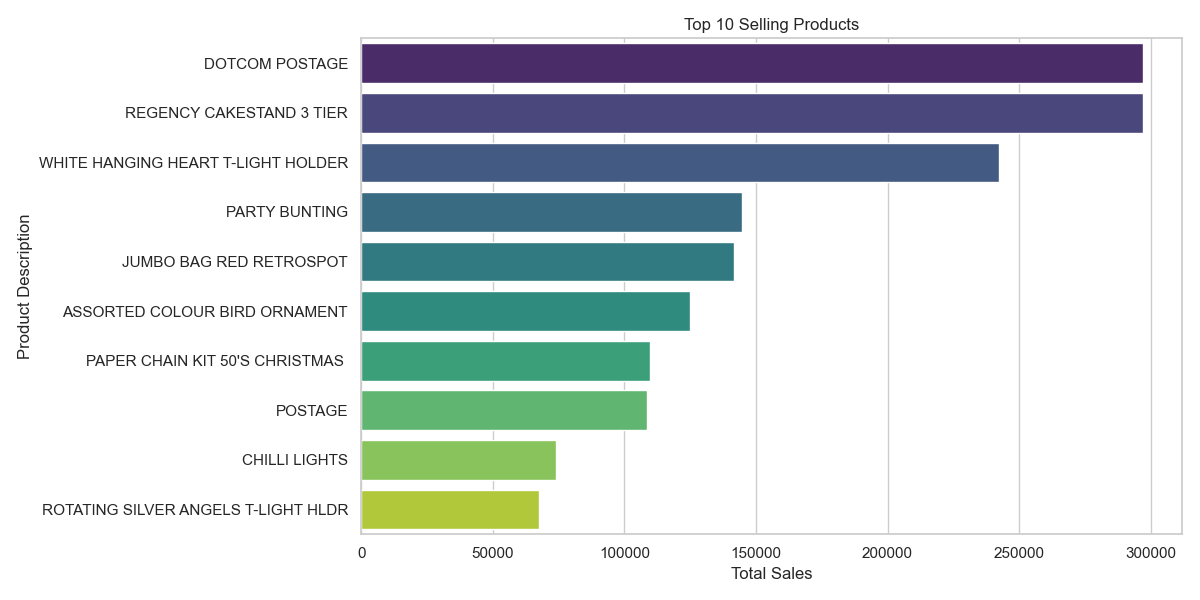 Top 10 Selling Products
Product Description
DOTCOM POSTAGE
REGENCY CAKESTAND 3 TIER
WHITE HANGING HEART T-LIGHT HOLDER
PARTY BUNTING
JUMBO BAG RED RETROSPOT
ASSORTED COLOUR BIRD ORNAMENT
PAPER CHAIN KIT 50'S CHRISTMAS
POSTAGE
CHILLI LIGHTS
ROTATING SILVER ANGELS T-LIGHT HLDR
0 50000 100000 150000 200000 250000 300000
Total Sales